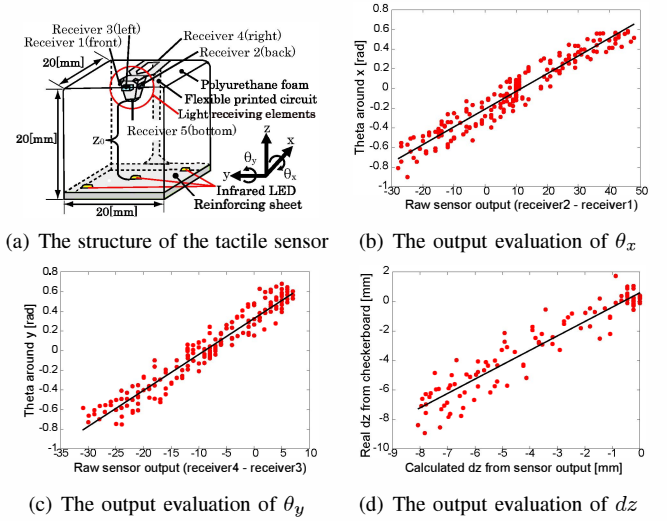 Receiver 3(left)
Receiver 1(front)
Receiver 4(right)
Receiver 2(back)
20[mm]
Polyurethane foam
Flexible printed circuit
Light receiving elements
20[mm]
Z0
Receiver 5(bottom)
z
x
y
θy
θx
Infrared LED
Reinforcing sheet
20[mm]
(a) The structure of the tactile sensor
Theta around x [rad]
0.8
0.6
0.4
0.2
0
-0.2
-0.4
-0.6
-0.8
-1
-30 -20 -10 0 10 20 30 40 50
Raw sensor output (receiver2 - receiver1)
(b) The output evaluation of θx
Theta around y [rad]
0.8
0.6
0.4
0.2
0
-0.2
-0.4
-0.6
-0.8
-1
-35 -30 -25 -20 -15 -10 -5 0 5 10
Raw sensor output (receiver4 - receiver3)
(c) The output evaluation of θy
Real dz from checkerboard [mm]
2
0
-2
-4
-6
-8
-10
-9 -8 -7 -6 -5 -4 -3 -2 -1 0
Calculated dz from sensor output [mm]
(d) The output evaluation of dz